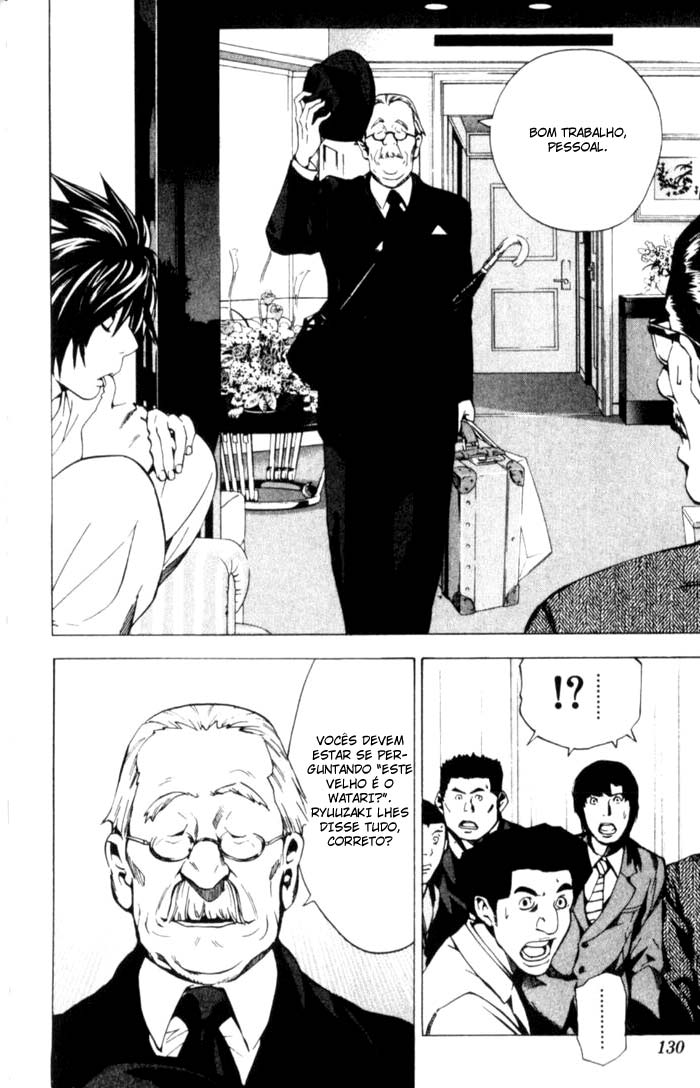 BOM TRABALHO,
PESSOAL.
!?
........
VOCÊS DEVEM
ESTAR SE PER-
GUNTANDO "ESTE
VELHO É O
WATARI?".
RYUUZAKI LHES
DISSE TUDO,
CORRETO?
........
130